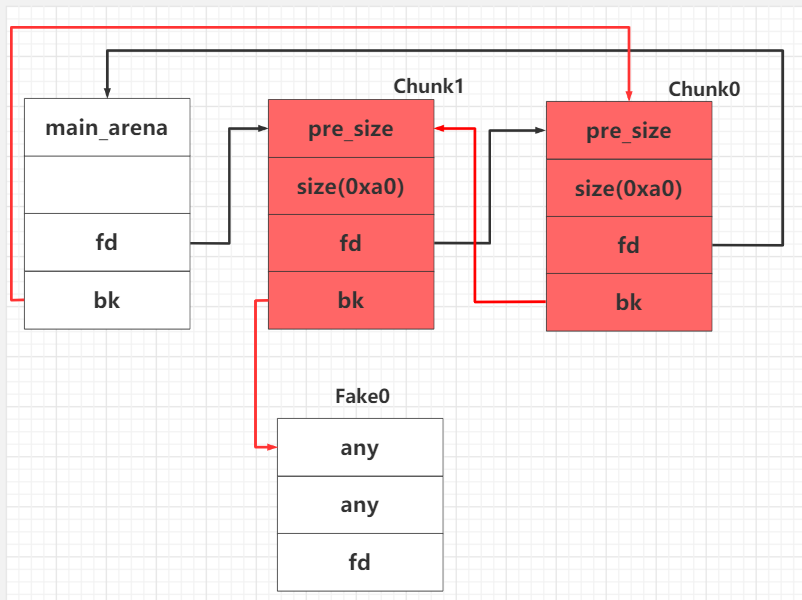 Chunk1
Chunk0
main_arena
fd
bk
pre_size
size(0xa0)
fd
bk
pre_size
size(0xa0)
fd
bk
Fake0
any
any
fd